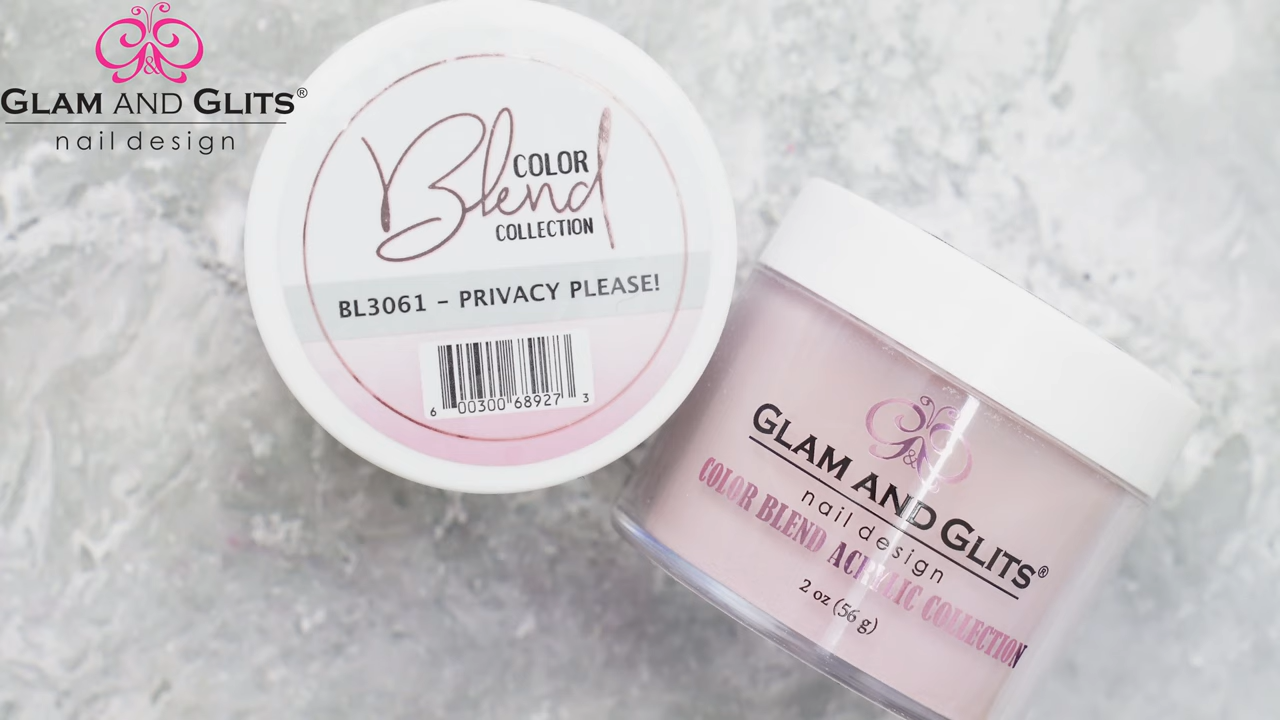 &
GLAM AND GLITS®
nail design
Blend
COLOR
COLLECTION
BL3061 – PRIVACY PLEASE!
6 00300 68927 3
&
GLAM AND GLITS®
nail design
COLOR BLEND ACRYLIC COLLECTION
2 oz (56 g)